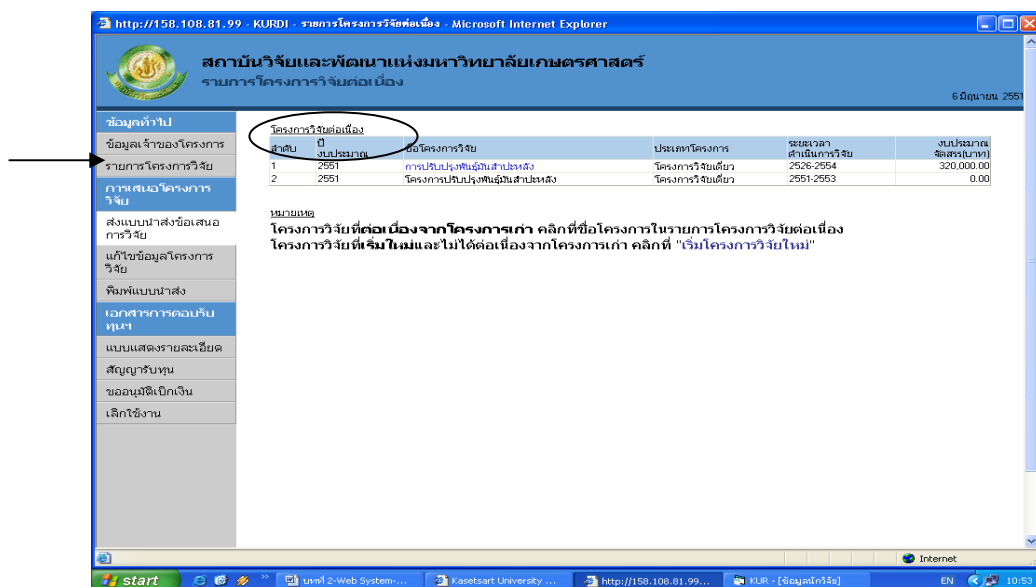 http://158.108.81.99 - KURDI - รายการโครงการวิจัยต่อเนื่อง - Microsoft Internet Explorer
สถาบันวิจัยและพัฒนาแห่งมหาวิทยาลัยเกษตรศาสตร์
รายการโครงการวิจัยต่อเนื่อง
6 มิถุนายน 2551
ข้อมูลทั่วไป
ข้อมูลเจ้าของโครงการ
รายการโครงการวิจัย
การเสนอโครงการ
วิจัย
ส่งแบบนำส่งข้อเสนอ
การวิจัย
แก้ไขข้อมูลโครงการ
วิจัย
พิมพ์แบบนำส่ง
เอกสารการตอบรับ
ทุนฯ
แบบแสดงรายละเอียด
สัญญารับทุน
ขออนุมัติเบิกเงิน
เลิกใช้งาน
โครงการวิจัยต่อเนื่อง
ลำดับ ปี งบประมาณ ชื่อโครงการวิจัย ประเภทโครงการ ระยะเวลา ดำเนินการวิจัย งบประมาณ จัดสรร(บาท)
1 2551 การปรับปรุงพันธุ์มันสำปะหลัง โครงการวิจัยเดี่ยว 2526-2554 320,000.00
2 2551 โครงการปรับปรุงพันธุ์มันสำปะหลัง โครงการวิจัยเดี่ยว 2551-2553 0.00
หมายเหตุ
โครงการวิจัยที่ต่อเนื่องจากโครงการเก่า คลิกที่ชื่อโครงการในรายการโครงการวิจัยต่อเนื่อง
โครงการวิจัยที่เริ่มใหม่และไม่ได้ต่อเนื่องจากโครงการเก่า คลิกที่ "เริ่มโครงการวิจัยใหม่"
Internet
start บทที่ 2-Web System-... Kasetsart University ... http://158.108.81.99... KUR - [ข้อมูลนักวิจัย] EN 10:53